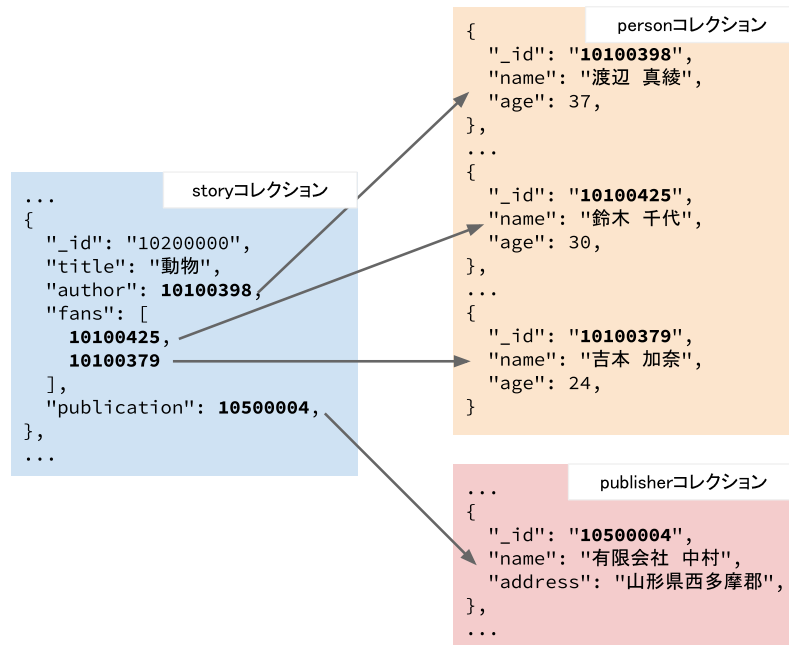 storyコレクション
...
{
  "_id": "10200000",
  "title": "動物",
  "author": 10100398,
  "fans": [
    10100425,
    10100379
  ],
  "publication": 10500004,
},
...
personコレクション
{
  "_id": "10100398",
  "name": "渡辺 真綾",
  "age": 37,
},
...
{
  "_id": "10100425",
  "name": "鈴木 千代",
  "age": 30,
},
...
{
  "_id": "10100379",
  "name": "吉本 加奈",
  "age": 24,
}
publisherコレクション
...
{
  "_id": "10500004",
  "name": "有限会社 中村",
  "address": "山形県西多摩郡",
},
...